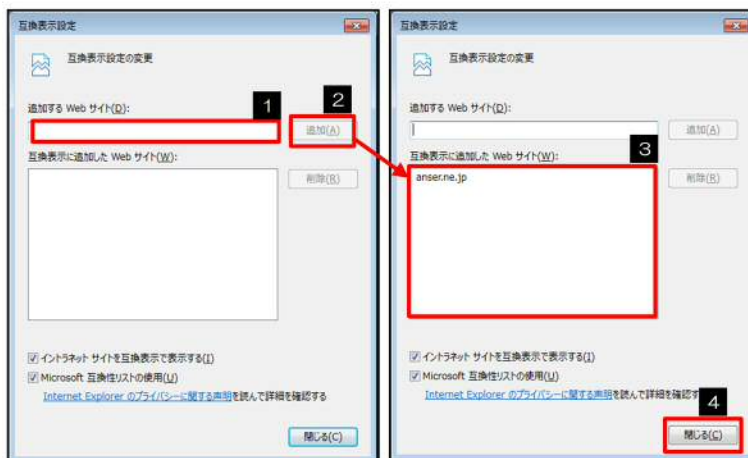 互換表示設定
互換表示設定の変更
追加する Web サイト(D):
1
2
追加(A)
互換表示に追加した Web サイト(W):
削除(R)
イントラネット サイトを互換表示で表示する(I)
Microsoft 互換性リストの使用(U)
Internet Explorer のプライバシーに関する声明を読んで詳細を確認する
閉じる(C)
互換表示設定
互換表示設定の変更
追加する Web サイト(D):
追加(A)
互換表示に追加した Web サイト(W):
3
anser.ne.jp
削除(R)
イントラネット サイトを互換表示で表示する(I)
Microsoft 互換性リストの使用(U)
Internet Explorer のプライバシーに関する声明を読んで詳細を確認す
4
閉じる(C)